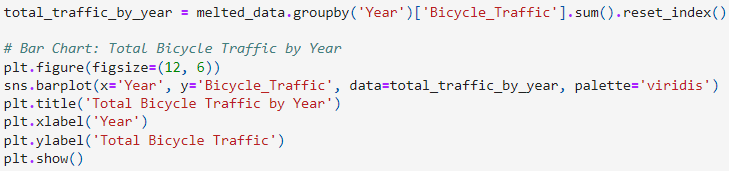 total_traffic_by_year = melted_data.groupby('Year')['Bicycle_Traffic'].sum().reset_index()
# Bar Chart: Total Bicycle Traffic by Year
plt.figure(figsize=(12, 6))
sns.barplot(x='Year', y='Bicycle_Traffic', data=total_traffic_by_year, palette='viridis')
plt.title('Total Bicycle Traffic by Year')
plt.xlabel('Year')
plt.ylabel('Total Bicycle Traffic')
plt.show()